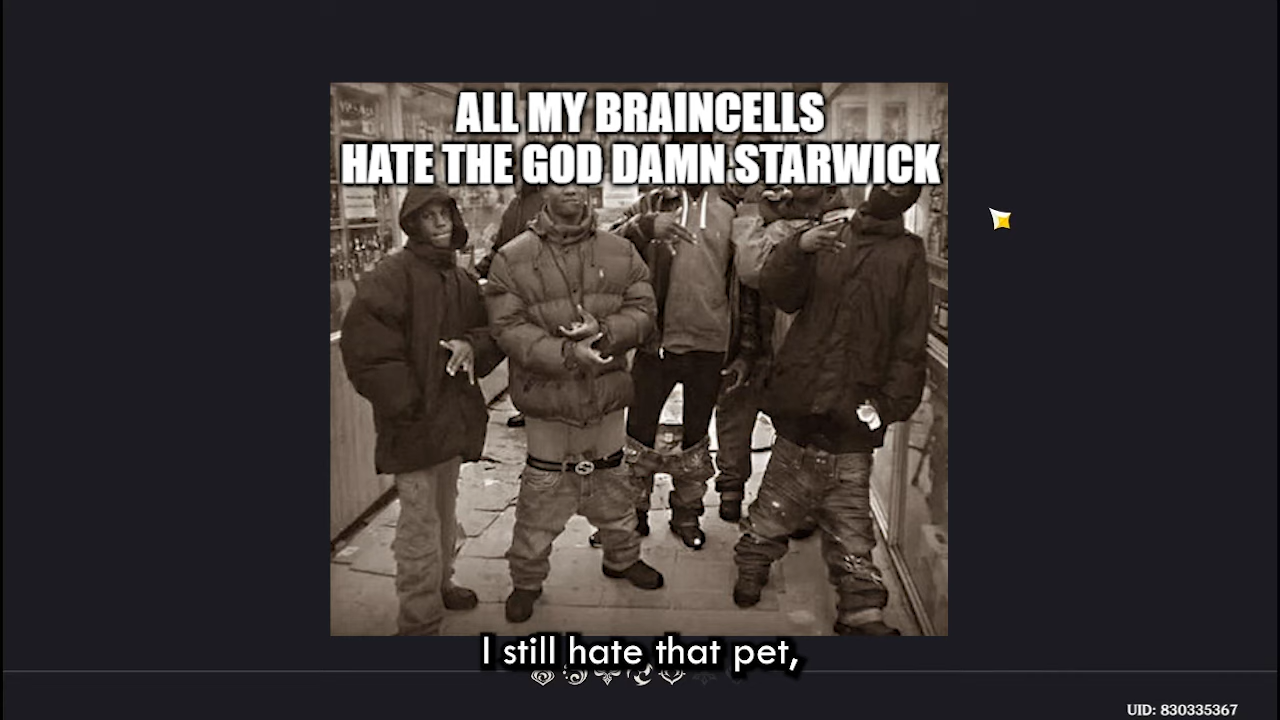 ALL MY BRAINCELLS
HATE THE GOD DAMN STARWICK
I still hate that pet,
UID: 830335367